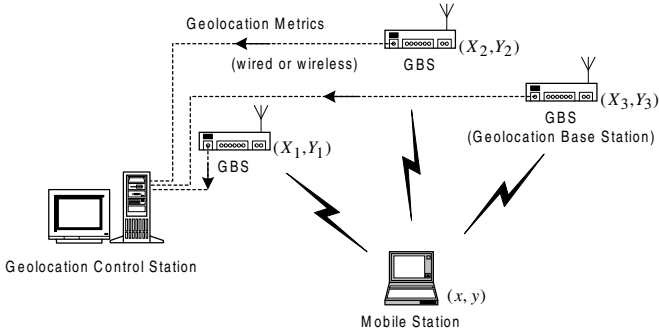 Geolocation Metrics
(wired or wireless)
GBS
(X2,Y2)
GBS
(Geolocation Base Station)
(X3,Y3)
GBS
(X1,Y1)
Geolocation Control Station
(x, y)
Mobile Station